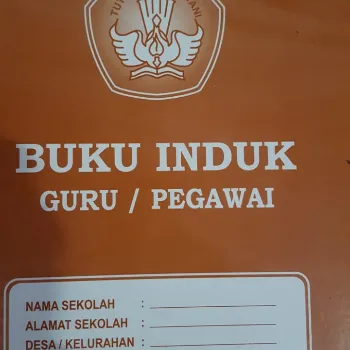 BUKU INDUK
GURU / PEGAWAI
NAMA SEKOLAH :
ALAMAT SEKOLAH :
DESA / KELURAHAN :